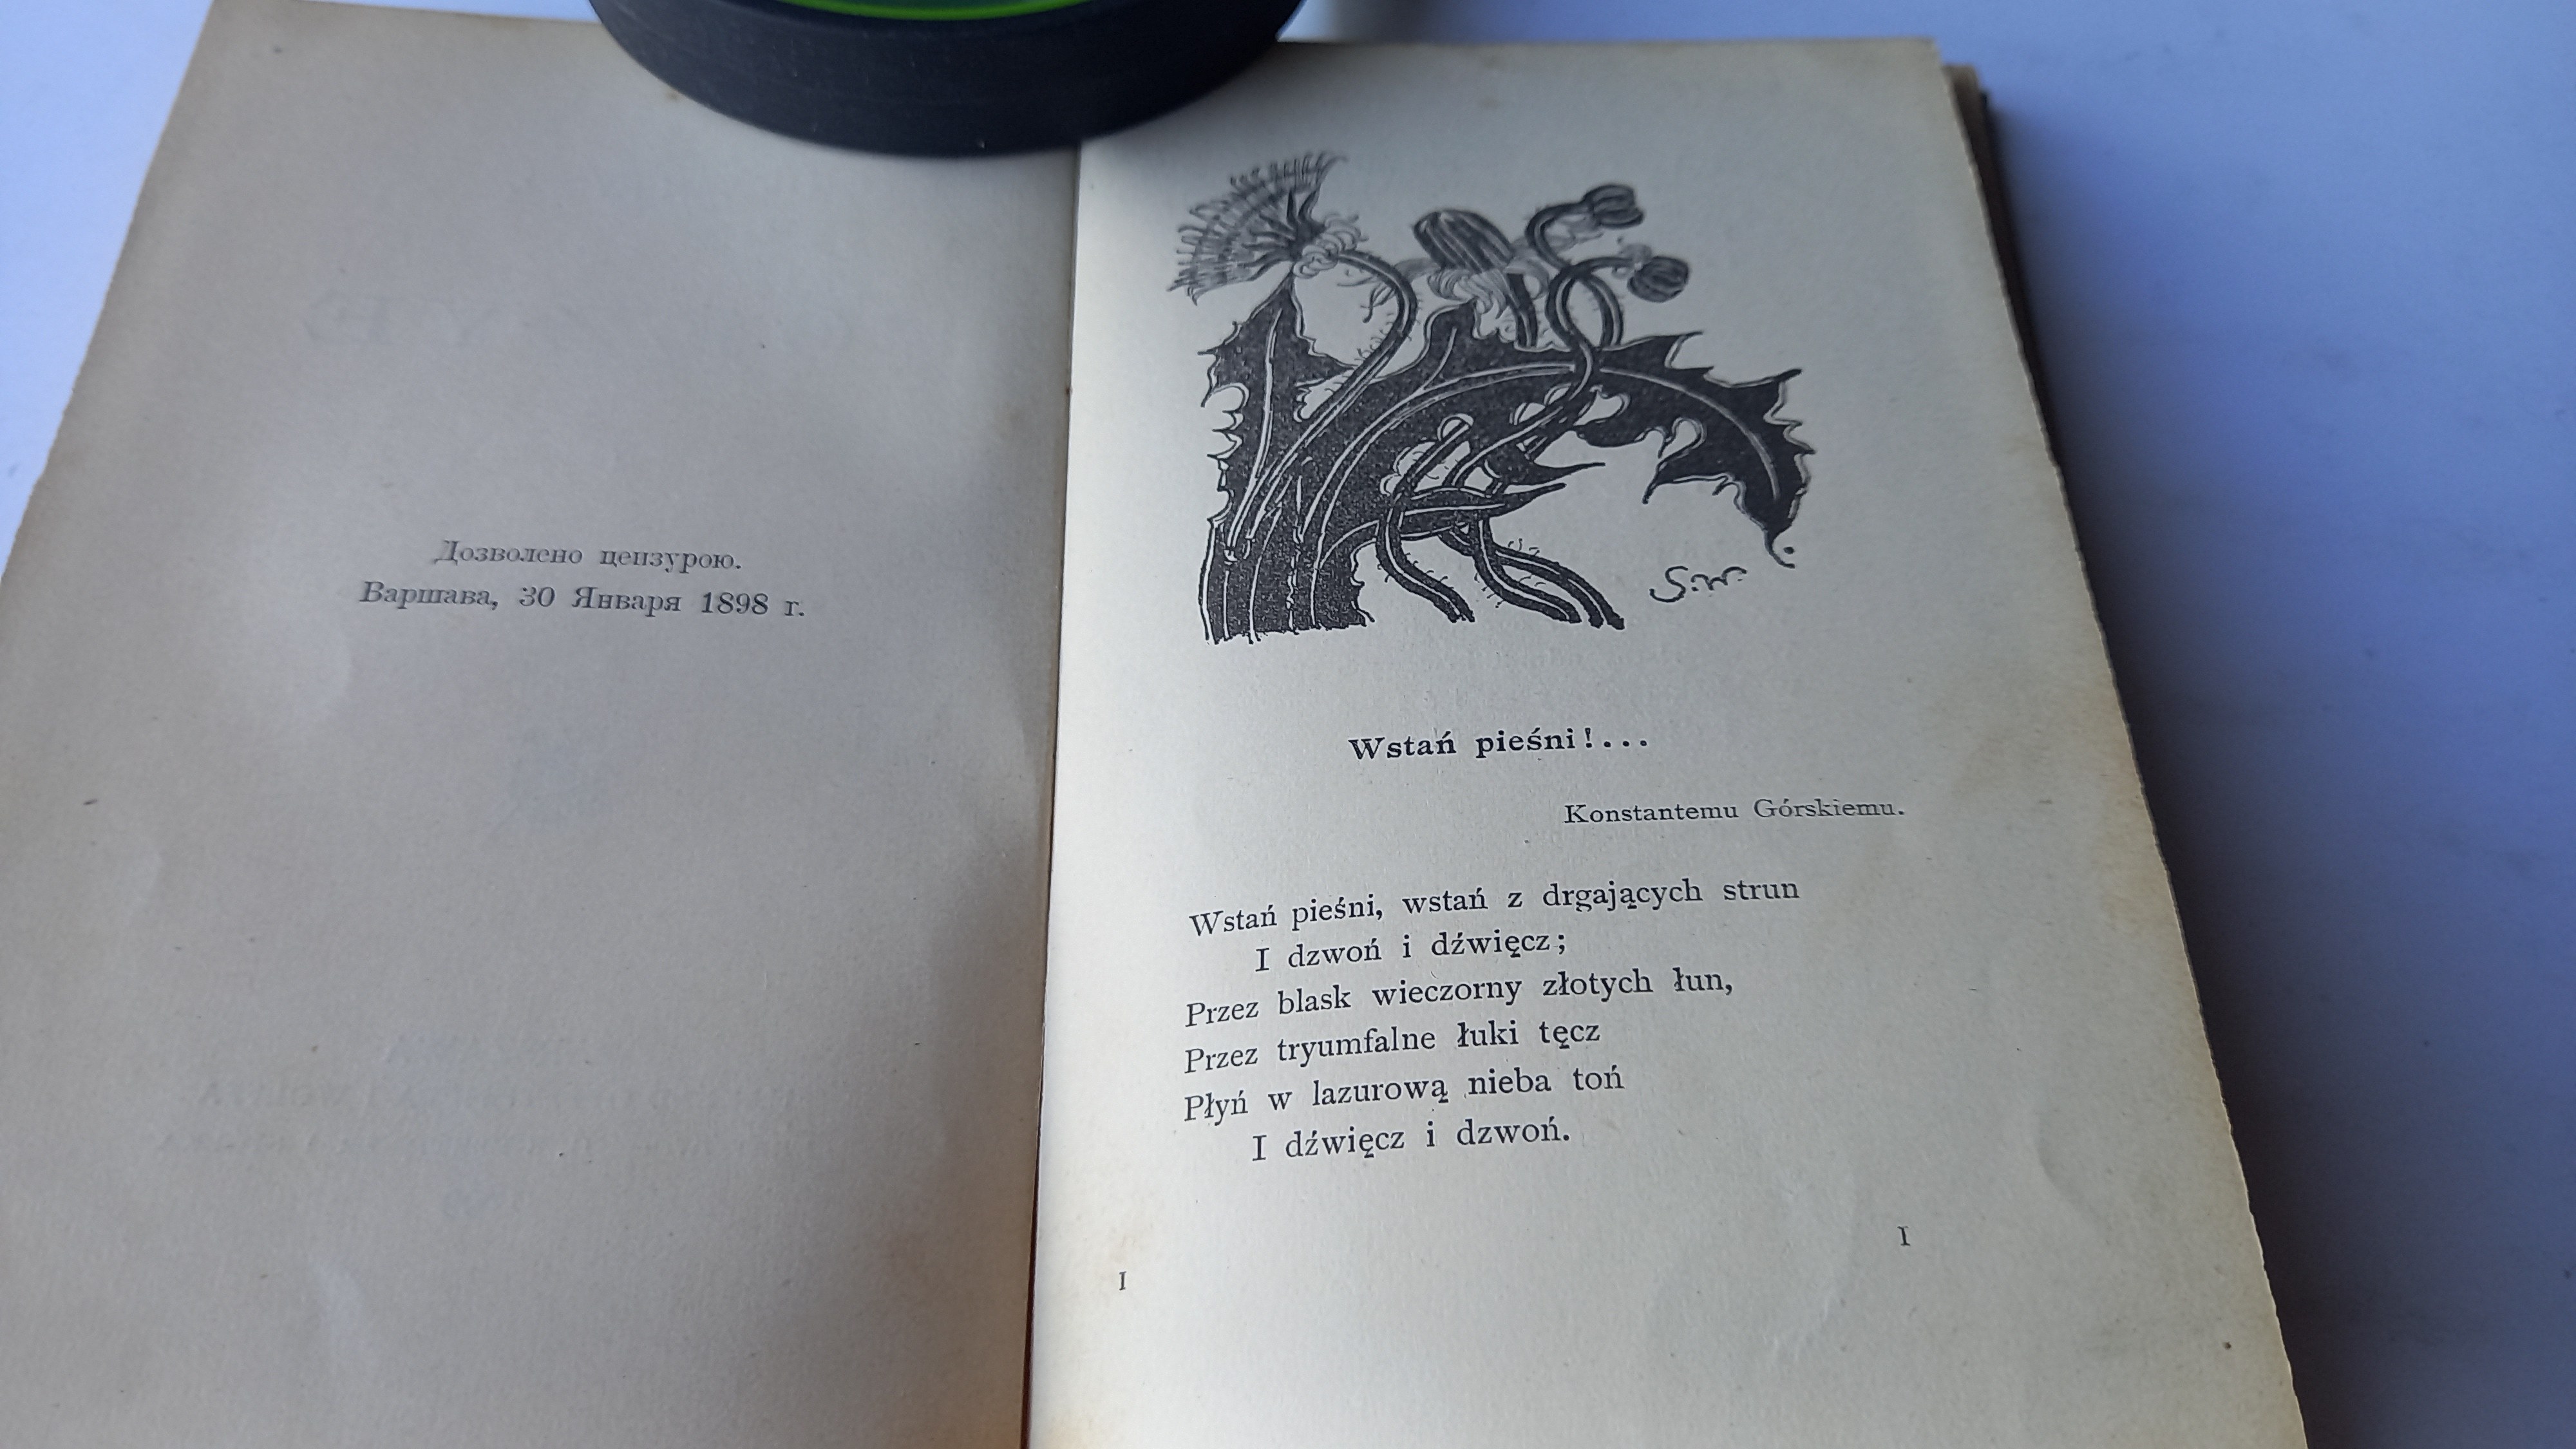 Дозволено цензурою.
Варшава, 30 Января 1898 г.
S.W.
Wstań pieśni!...
Konstantemu Górskiemu.
Wstań pieśni, wstań z drgających strun
I dzwoń i dźwięcz;
Przez blask wieczorny złotych łun,
Przez tryumfalne łuki tęcz
Płyń w lazurową nieba toń
I dźwięcz i dzwoń.
I
I